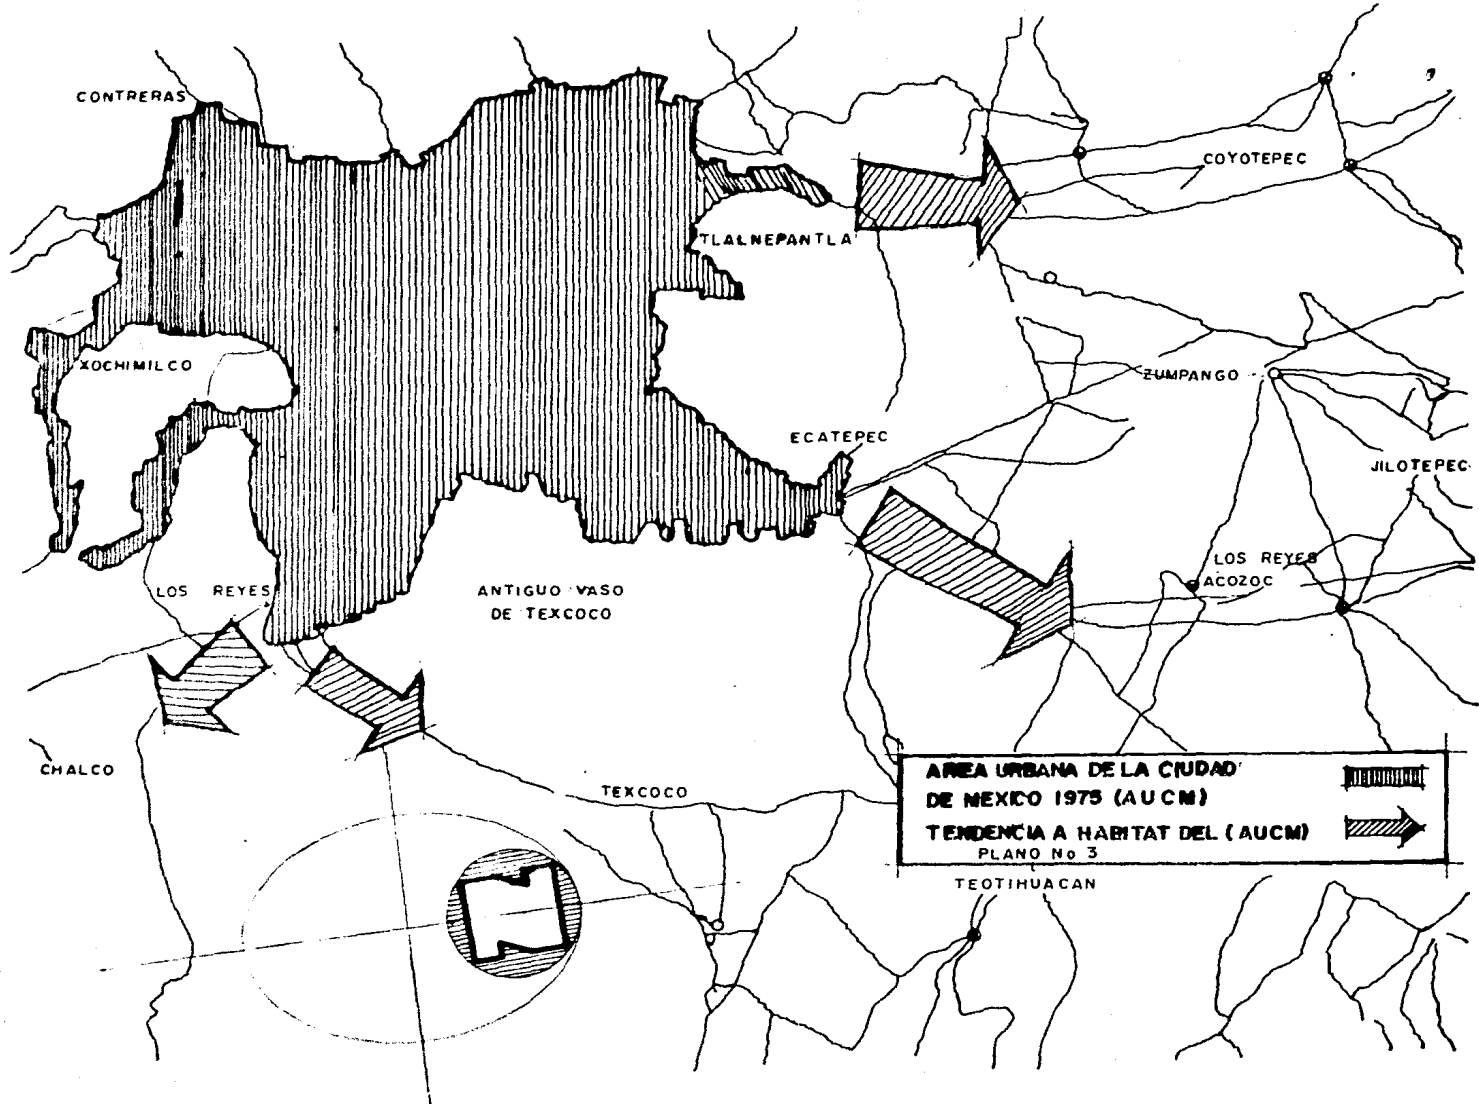 CONTRERAS
COYOTEPEC
TLALNEPANTLA
XOCHIMILCO
ZUMPANGO
ECATEPEC
JILOTEPEC
LOS REYES
ACOZOC
LOS REYES
ANTIGUO VASO
DE TEXCOCO
CHALCO
TEXCOCO
AREA URBANA DE LA CIUDAD
DE MEXICO 1975 (AUCM)
TENDENCIA A HABITAT DEL (AUCM)
PLANO No 3
TEOTIHUACAN
N